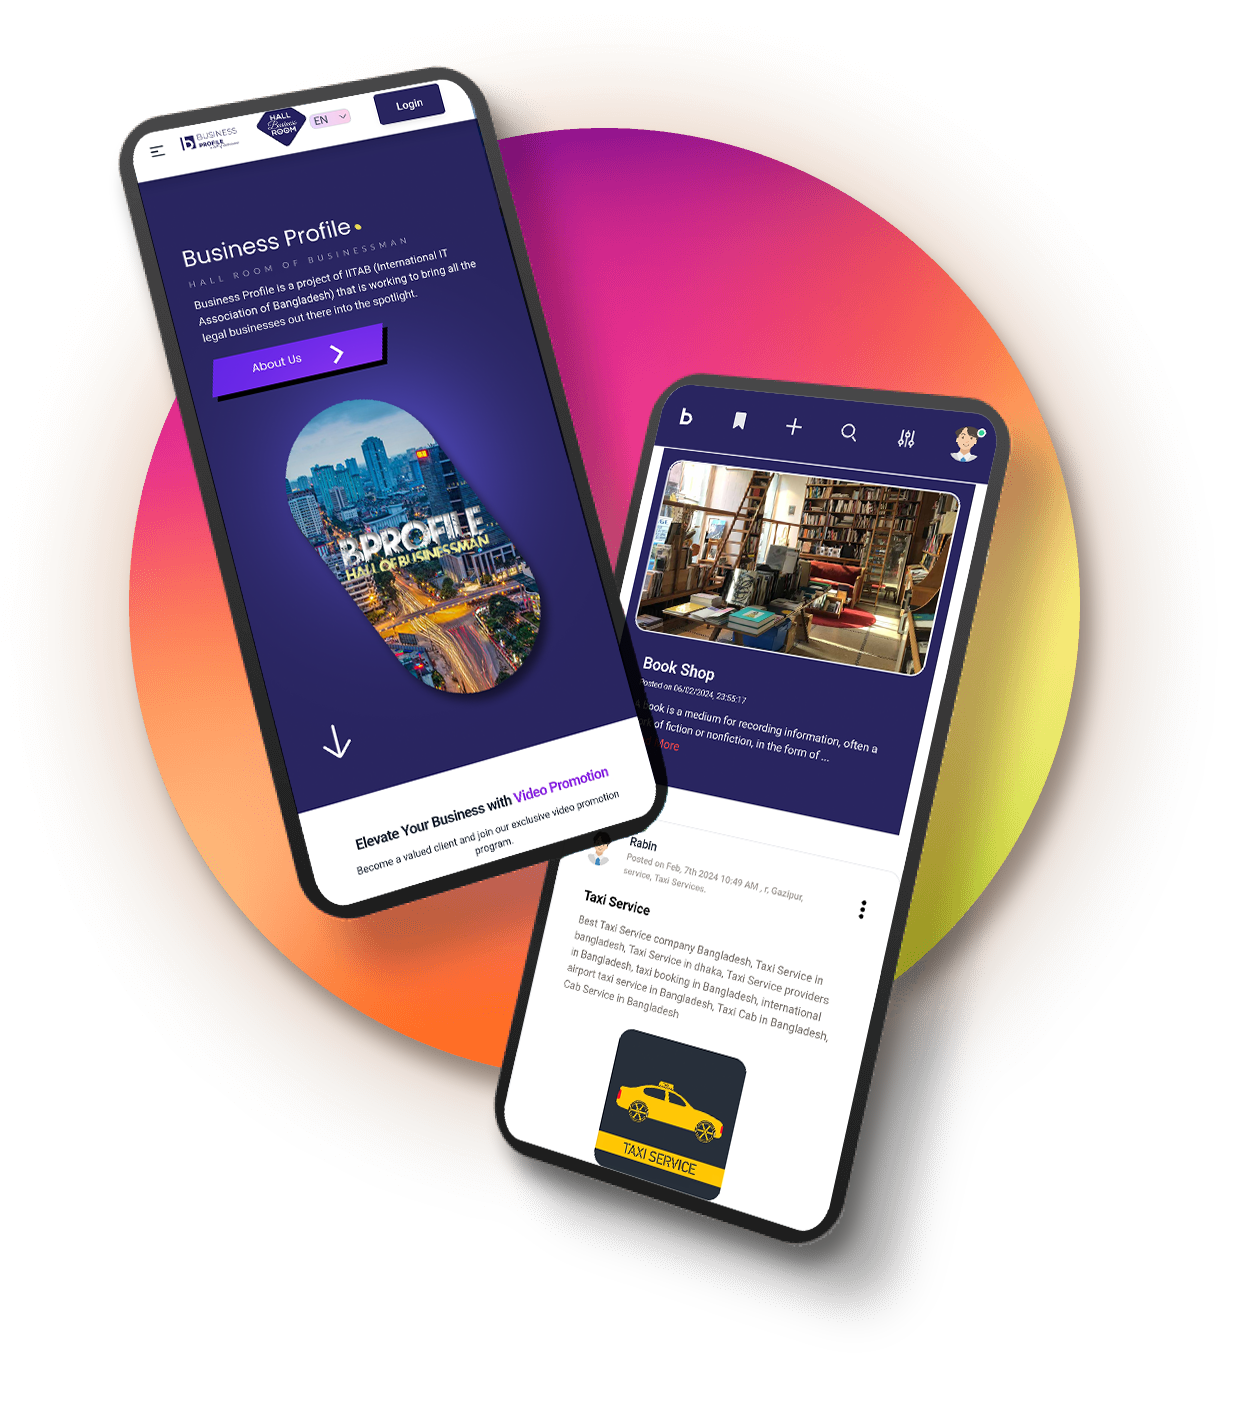 BUSINESS
PROFILE
HALL
Business
ROOM
EN
Login
Business Profile
HALL ROOM OF BUSINESSMAN
Business Profile is a project of IITAB (International IT
Association of Bangladesh) that is working to bring all the
legal businesses out there into the spotlight.
About Us
B.PROFILE
HALL OF BUSINESSMAN
Elevate Your Business with Video Promotion
Become a valued client and join our exclusive video promotion
program.
b
Book Shop
Posted on 06/02/2024, 23:55:17
A book is a medium for recording information, often a
of fiction or nonfiction, in the form of ...
More
Rabin
Posted on Feb, 7th 2024 10:49 AM , r, Gazipur,
service, Taxi Services.
Taxi Service
Best Taxi Service company Bangladesh, Taxi Service in
bangladesh, Taxi Service in dhaka, Taxi Service providers
in Bangladesh, taxi booking in Bangladesh, international
airport taxi service in Bangladesh, Taxi Cab in Bangladesh,
Cab Service in Bangladesh
TAXI SERVICE